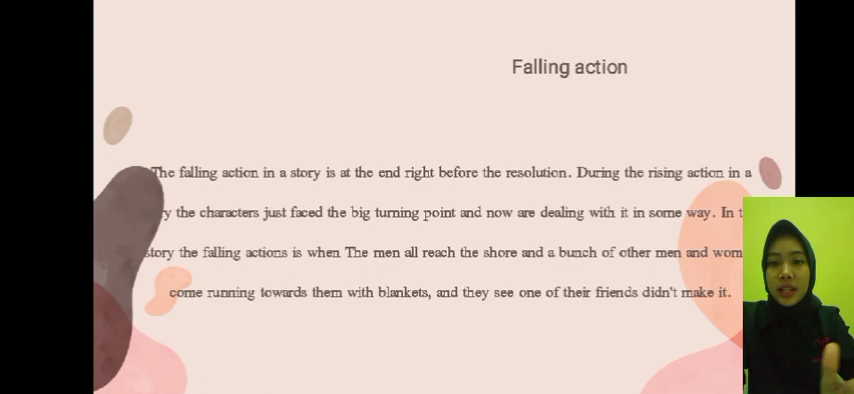 Falling action
The falling action in a story is at the end right before the resolution. During the rising action in a
the characters just faced the big turning point and now are dealing with it in some way. In
story the falling actions is when The men all reach the shore and a bunch of other men and
come running towards them with blankets, and they see one of their friends didn't make it.